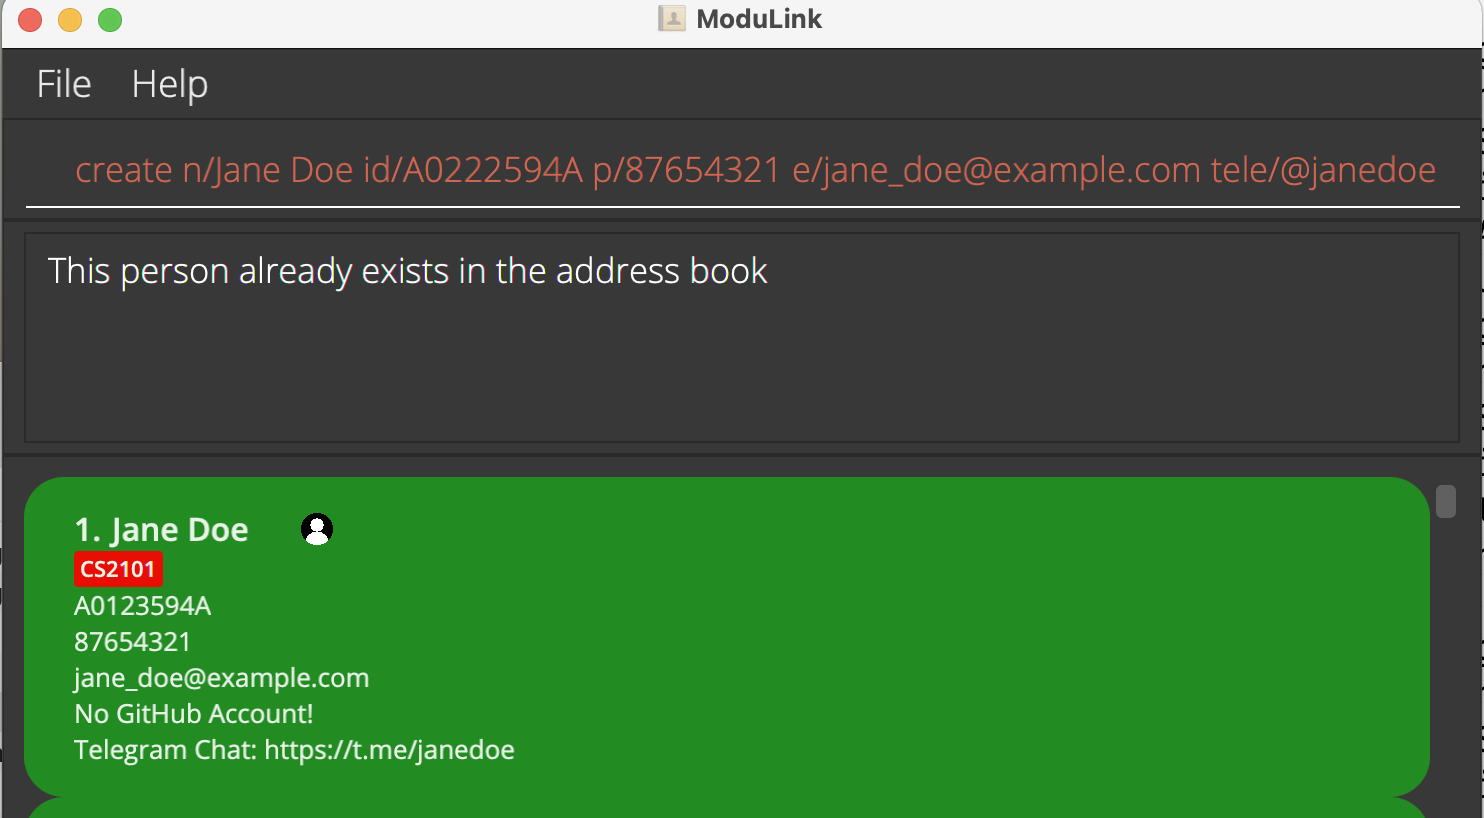 ModuLink
File Help
create n/Jane Doe id/A0222594A p/87654321 e/jane_doe@example.com tele/@janedoe
This person already exists in the address book
1. Jane Doe
CS2101
A0123594A
87654321
jane_doe@example.com
No GitHub Account!
Telegram Chat: https://t.me/janedoe